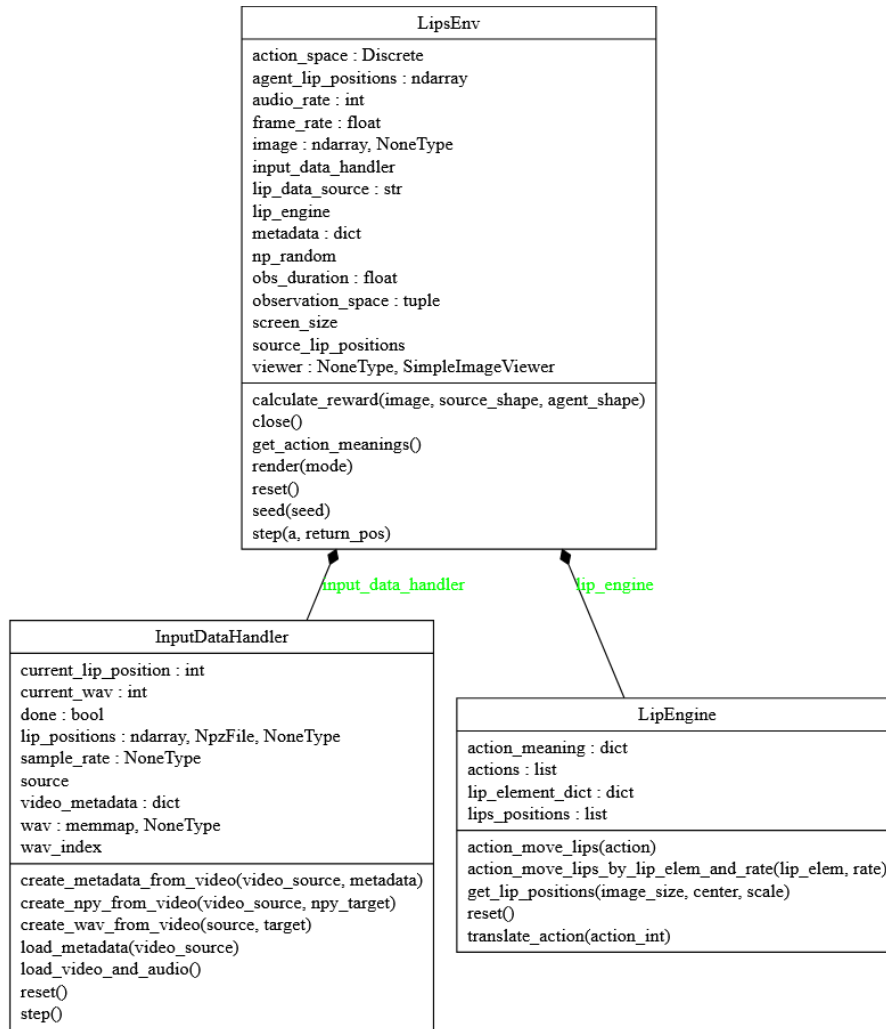 LipsEnv
action_space : Discrete
agent_lip_positions : ndarray
audio_rate : int
frame_rate : float
image : ndarray, NoneType
input_data_handler
lip_data_source : str
lip_engine
metadata : dict
np_random
obs_duration : float
observation_space : tuple
screen_size
source_lip_positions
viewer : NoneType, SimpleImageViewer
calculate_reward(image, source_shape, agent_shape)
close()
get_action_meanings()
render(mode)
reset()
seed(seed)
step(a, return_pos)
input_data_handler
lip_engine
InputDataHandler
current_lip_position : int
current_wav : int
done : bool
lip_positions : ndarray, NpzFile, NoneType
sample_rate : NoneType
source
video_metadata : dict
wav : memmap, NoneType
wav_index
create_metadata_from_video(video_source, metadata)
create_npy_from_video(video_source, npy_target)
create_wav_from_video(source, target)
load_metadata(video_source)
load_video_and_audio()
reset()
step()
LipEngine
action_meaning : dict
actions : list
lip_element_dict : dict
lips_positions : list
action_move_lips(action)
action_move_lips_by_lip_elem_and_rate(lip_elem, rate)
get_lip_positions(image_size, center, scale)
reset()
translate_action(action_int)